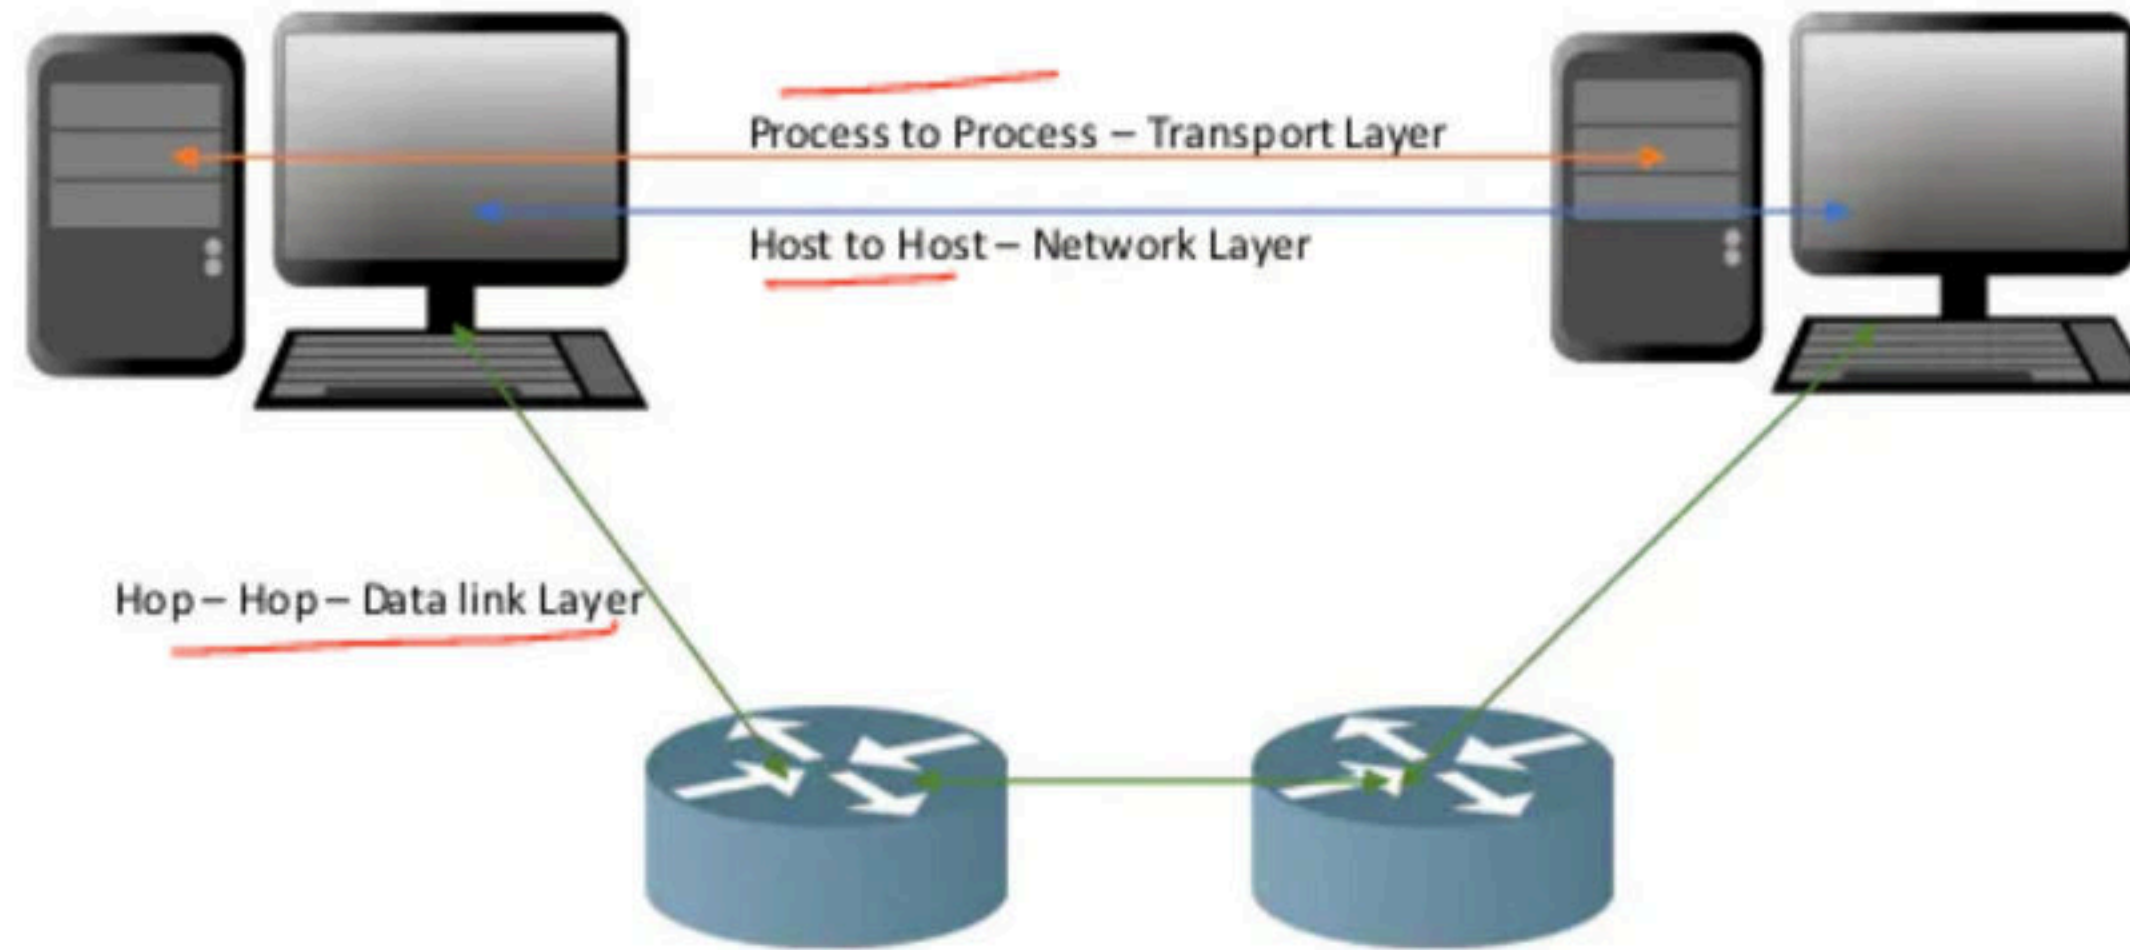 Process to Process – Transport Layer
Host to Host – Network Layer
Hop – Hop – Data link Layer